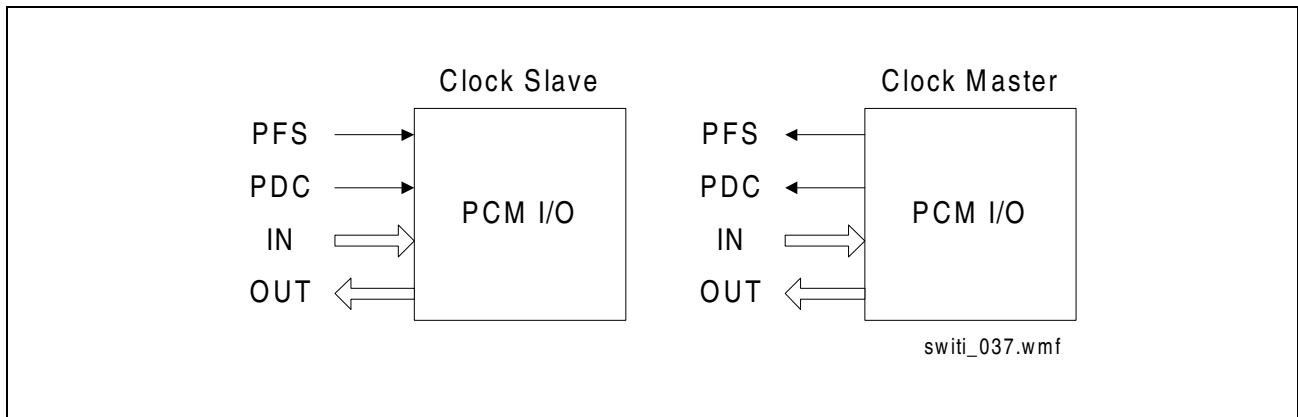 Clock Slave
PFS
PDC
IN
OUT
PCM I/O
Clock Master
PFS
PDC
IN
OUT
PCM I/O
switi_037.wmf